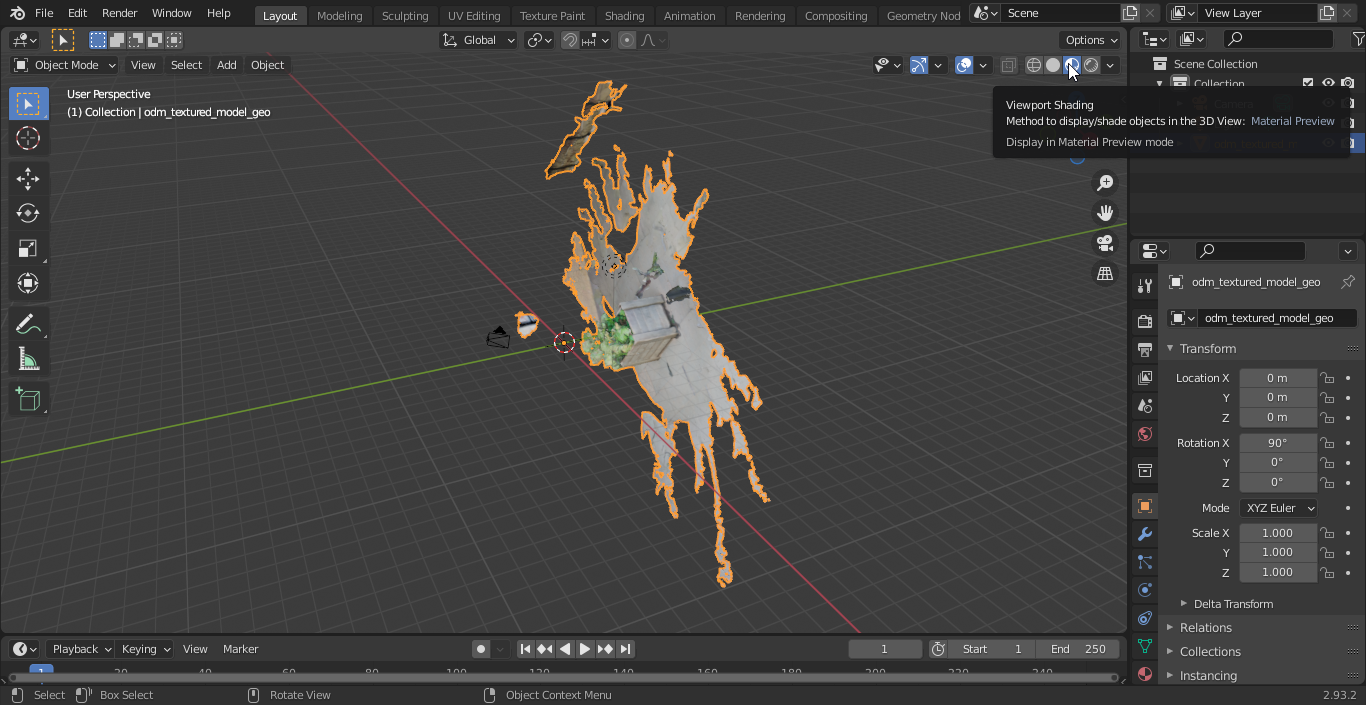 File Edit Render Window Help Layout Modeling Sculpting UV Editing Texture Paint Shading Animation Rendering Compositing Geometry Nod Scene View Layer
Global Options
Object Mode View Select Add Object
Scene Collection
Collection
User Perspective
(1) Collection | odm_textured_model_geo
Viewport Shading
Method to display/shade objects in the 3D View: Material Preview
Display in Material Preview mode
odm_textured_model_geo
odm_textured_model_geo
Transform
Location X 0 m
Y 0 m
Z 0 m
Rotation X 90°
Y 0°
Z 0°
Mode XYZ Euler
Scale X 1.000
Y 1.000
Z 1.000
Delta Transform
Relations
Collections
Instancing
Playback Keying View Marker 1 Start 1 End 250
1 20 40 60 80 100 120 140 160 180 200 220 240
Select Box Select Rotate View Object Context Menu 2.93.2